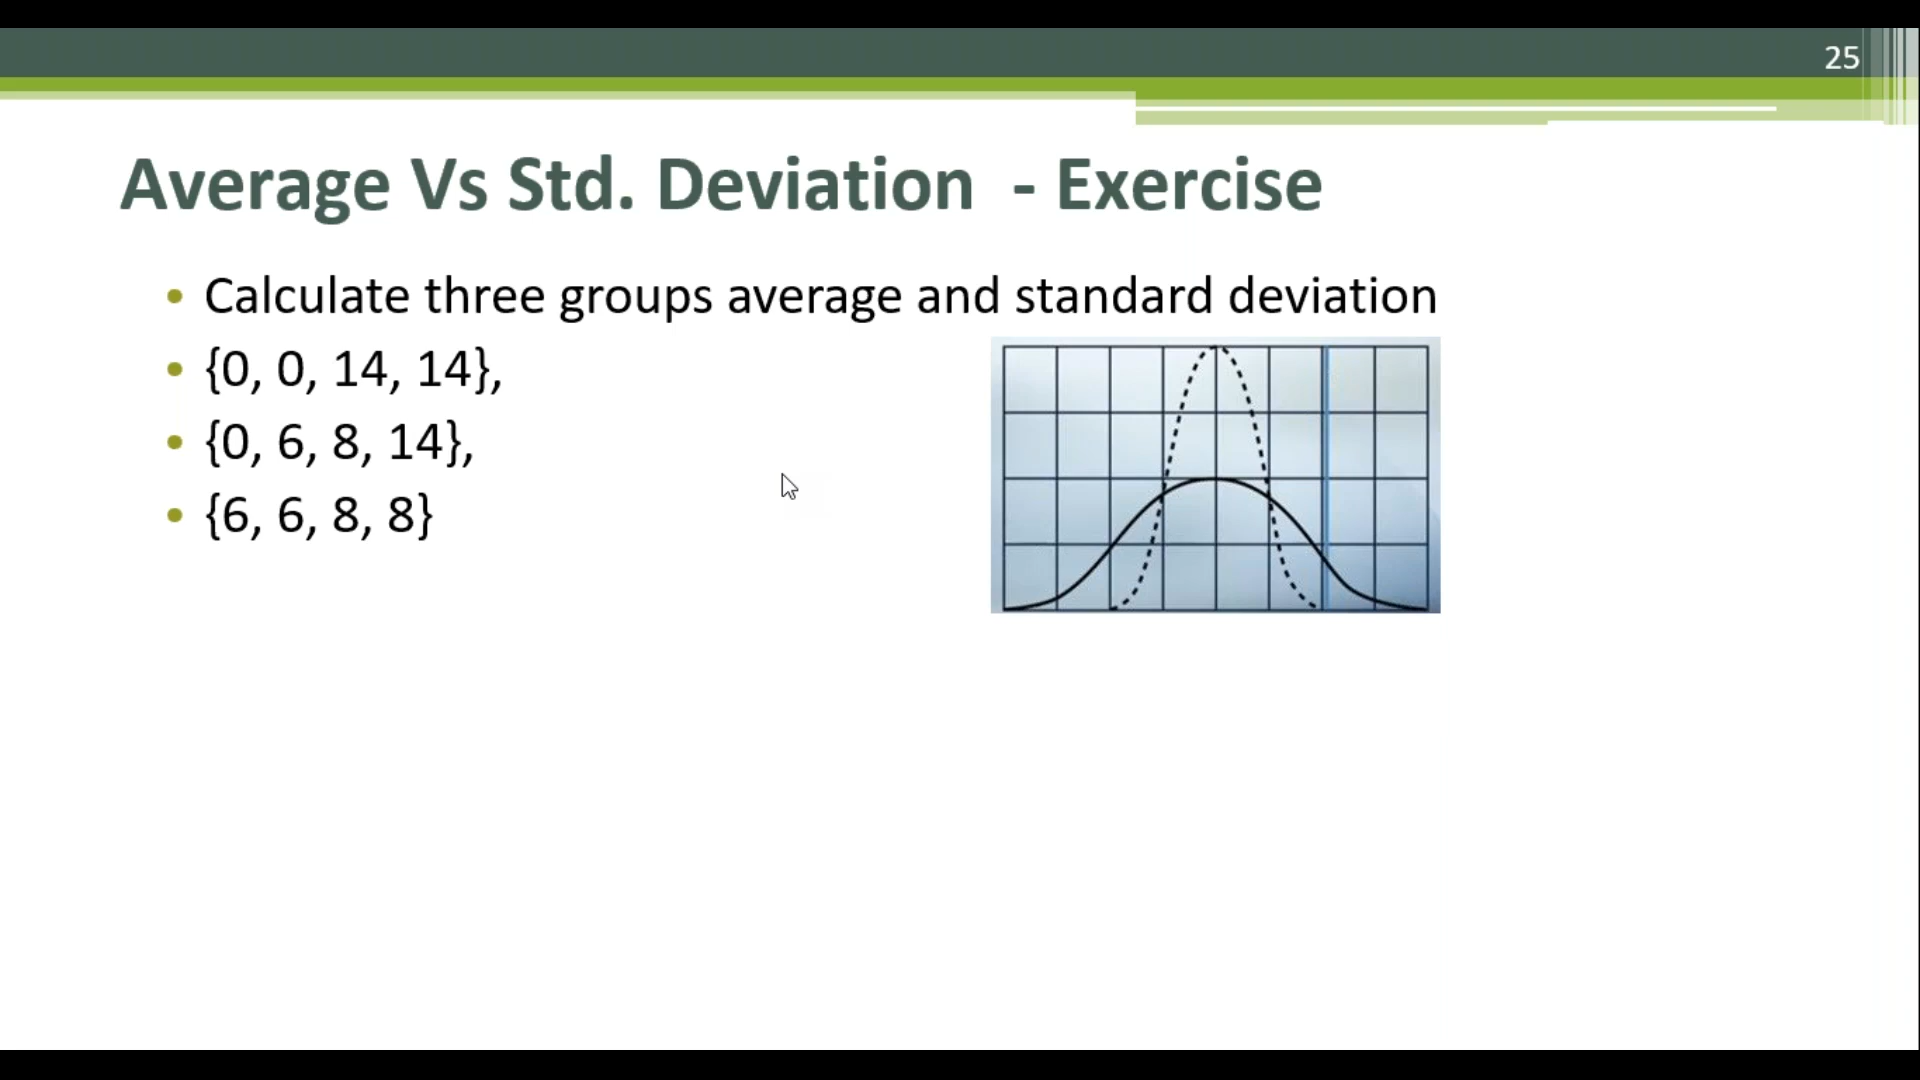 25
Average Vs Std. Deviation - Exercise
• Calculate three groups average and standard deviation
• {0, 0, 14, 14},
• {0, 6, 8, 14},
• {6, 6, 8, 8}